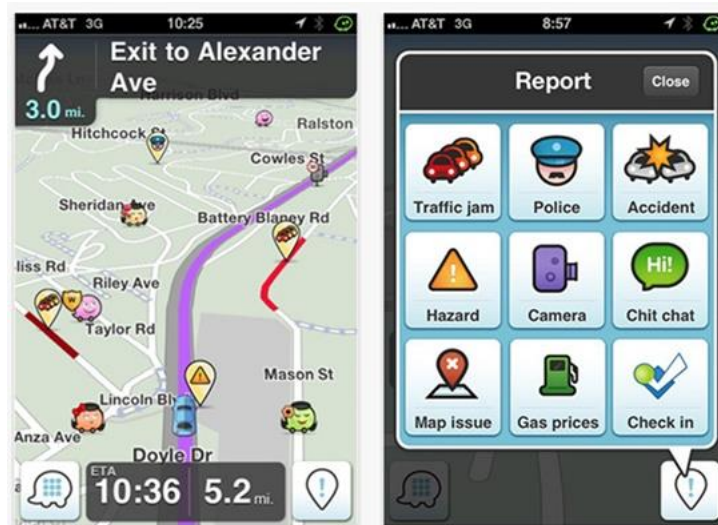 AT&T 3G 10:25
Exit to Alexander
Ave
3.0 mi.
Harrison Blvd
Hitchcock St
Ralston
Cowles St
Sheridan Ave
Battery Blaney Rd
liss Rd
Riley Ave
W
Taylor Rd
Mason St
Lincoln Blv
Anza Ave
Doyle Dr
ETA
10:36 5.2 mi.
AT&T 3G 8:57
Report
Close
Traffic jam
Police
Accident
Hi!
Hazard
Camera
Chit chat
Map issue
Gas prices
Check in